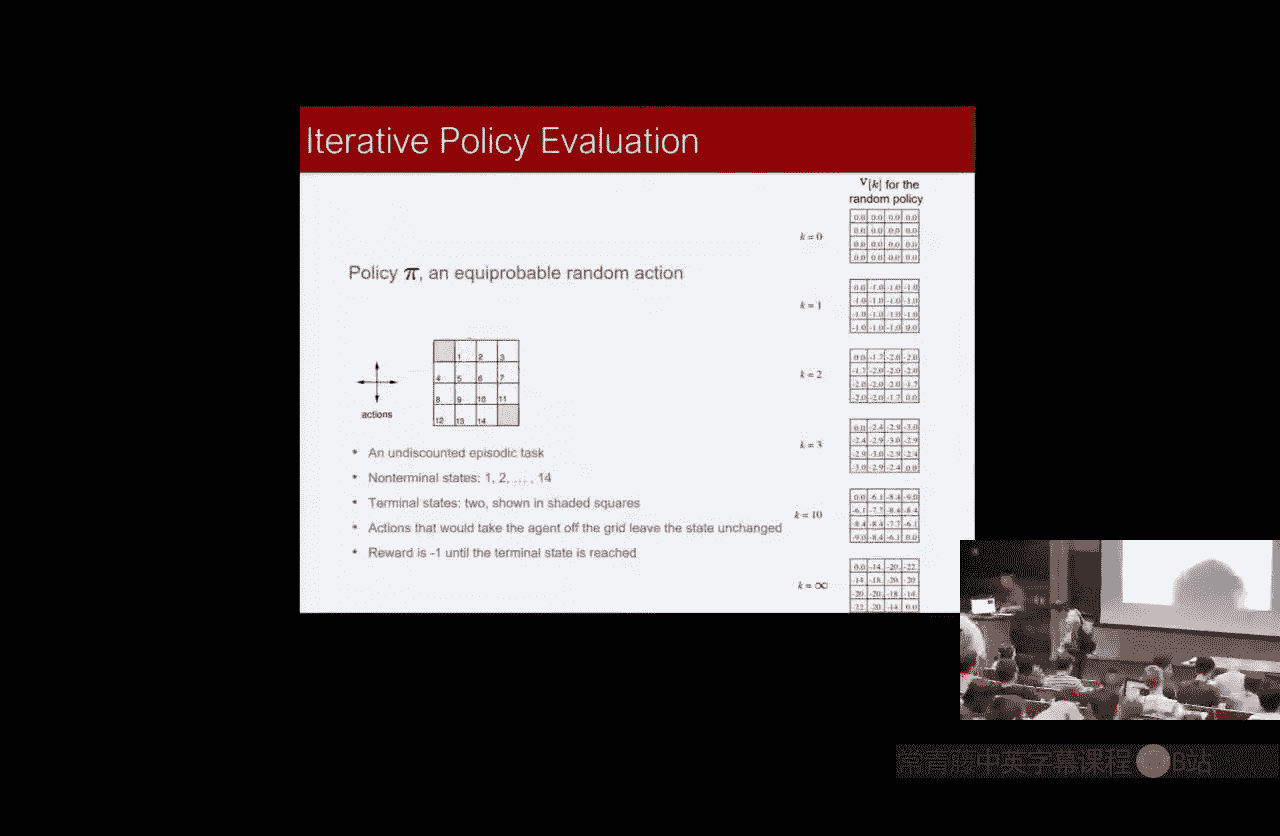 Iterative Policy Evaluation
V[k] for the
random policy
k = 0
0.0 0.0 0.0 0.0
0.0 0.0 0.0 0.0
0.0 0.0 0.0 0.0
0.0 0.0 0.0 0.0
Policy π, an equiprobable random action
k = 1
0.0 -1.0 -1.0 -1.0
-1.0 -1.0 -1.0 -1.0
-1.0 -1.0 -1.0 -1.0
-1.0 -1.0 -1.0 0.0
1 2 3
4 5 6 7
8 9 10 11
12 13 14
actions
k = 2
0.0 -1.7 -2.0 -2.0
-1.7 -2.0 -2.0 -2.0
-2.0 -2.0 -2.0 -1.7
-2.0 -2.0 -1.7 0.0
k = 3
0.0 -2.4 -2.9 -3.0
-2.4 -2.9 -3.0 -2.9
-2.9 -3.0 -2.9 -2.4
-3.0 -2.9 -2.4 0.0
• An undiscounted episodic task
• Nonterminal states: 1, 2, ... , 14
• Terminal states: two, shown in shaded squares
• Actions that would take the agent off the grid leave the state unchanged
• Reward is -1 until the terminal state is reached
k = 10
0.0 -6.1 -8.4 -9.0
-6.1 -7.7 -8.4 -8.4
-8.4 -8.4 -7.7 -6.1
-9.0 -8.4 -6.1 0.0
k = ∞
0.0 -14. -20. -22.
-14. -18. -20. -20.
-20. -20. -18. -14.
-22. -20. -14. 0.0
常青藤中英字幕课程 B站